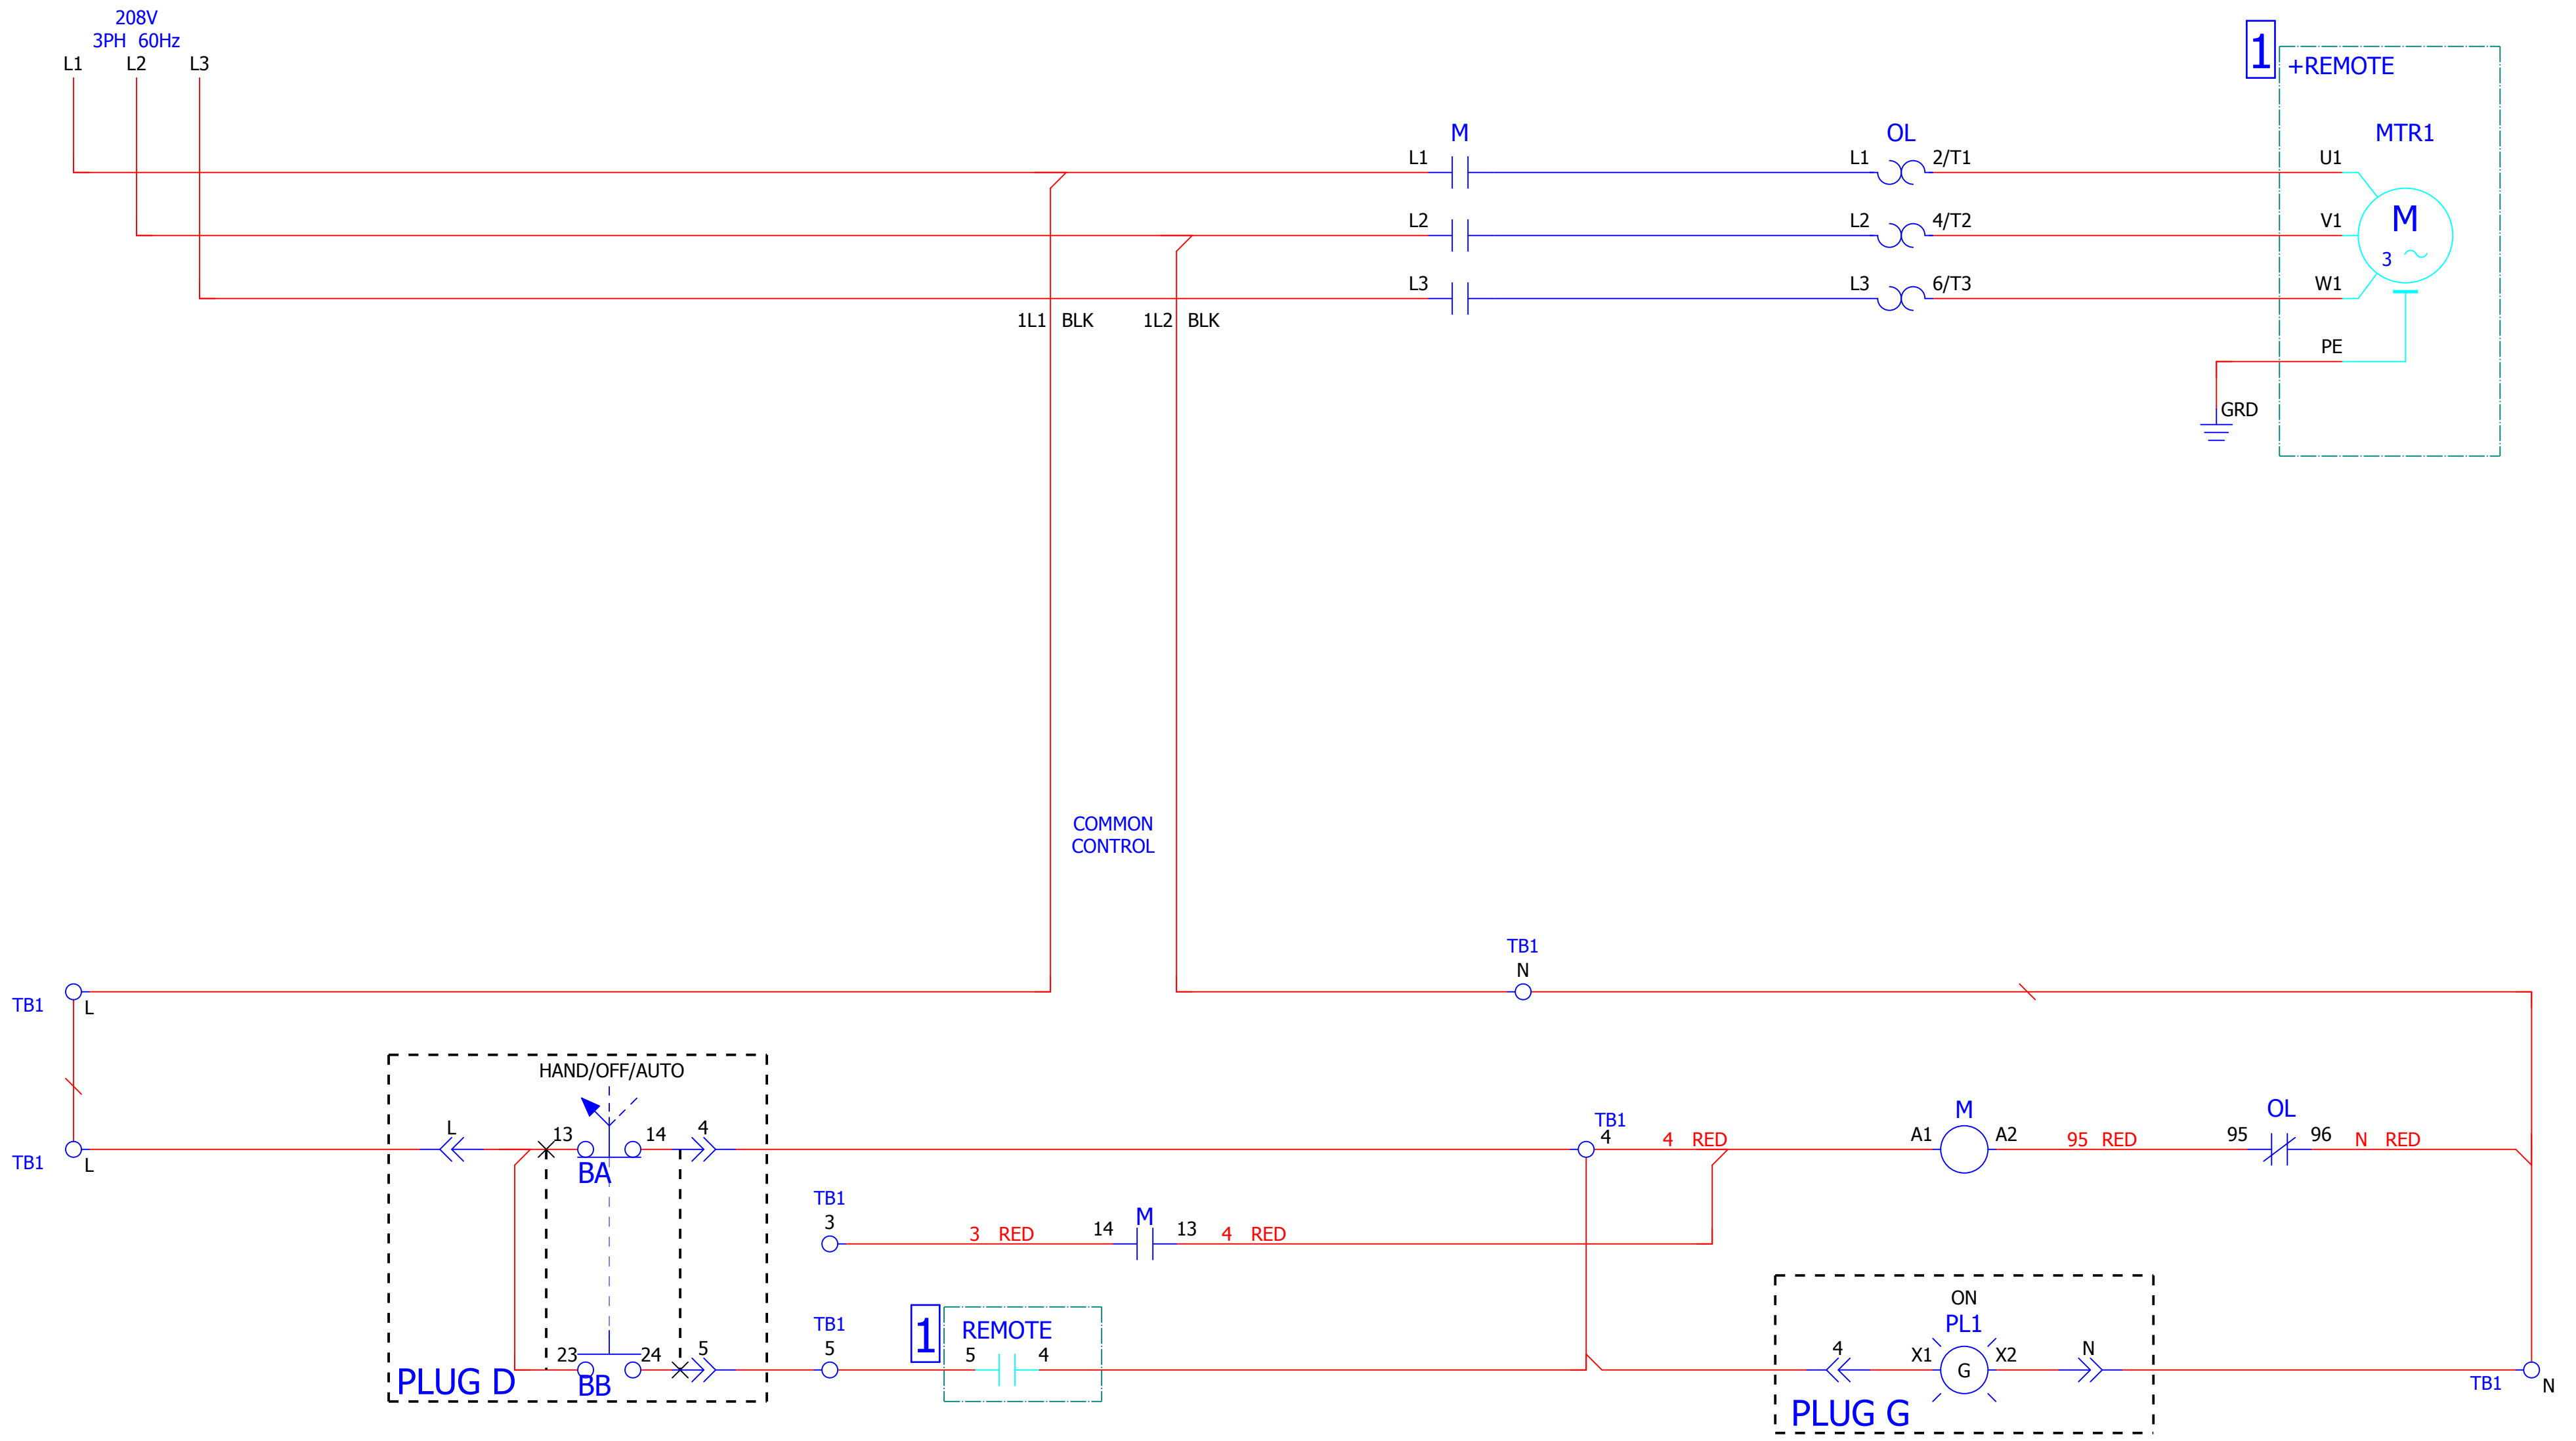 208V
3PH 60Hz
L1 L2 L3
1
+REMOTE
M
OL
MTR1
L1
L1
2/T1
U1
L2
L2
4/T2
V1
M
3
L3
L3
6/T3
W1
1L1 BLK
1L2 BLK
PE
GRD
COMMON
CONTROL
TB1
N
TB1
L
HAND/OFF/AUTO
TB1
L
L
13
14
4
BA
TB1
4
4 RED
M
A1
A2
95 RED
OL
95
96
N RED
TB1
3
3 RED
14
M
13
4 RED
PLUG D
23
24
BB
5
TB1
5
1
REMOTE
5
4
ON
PL1
4
X1
G
X2
N
PLUG G
TB1
N